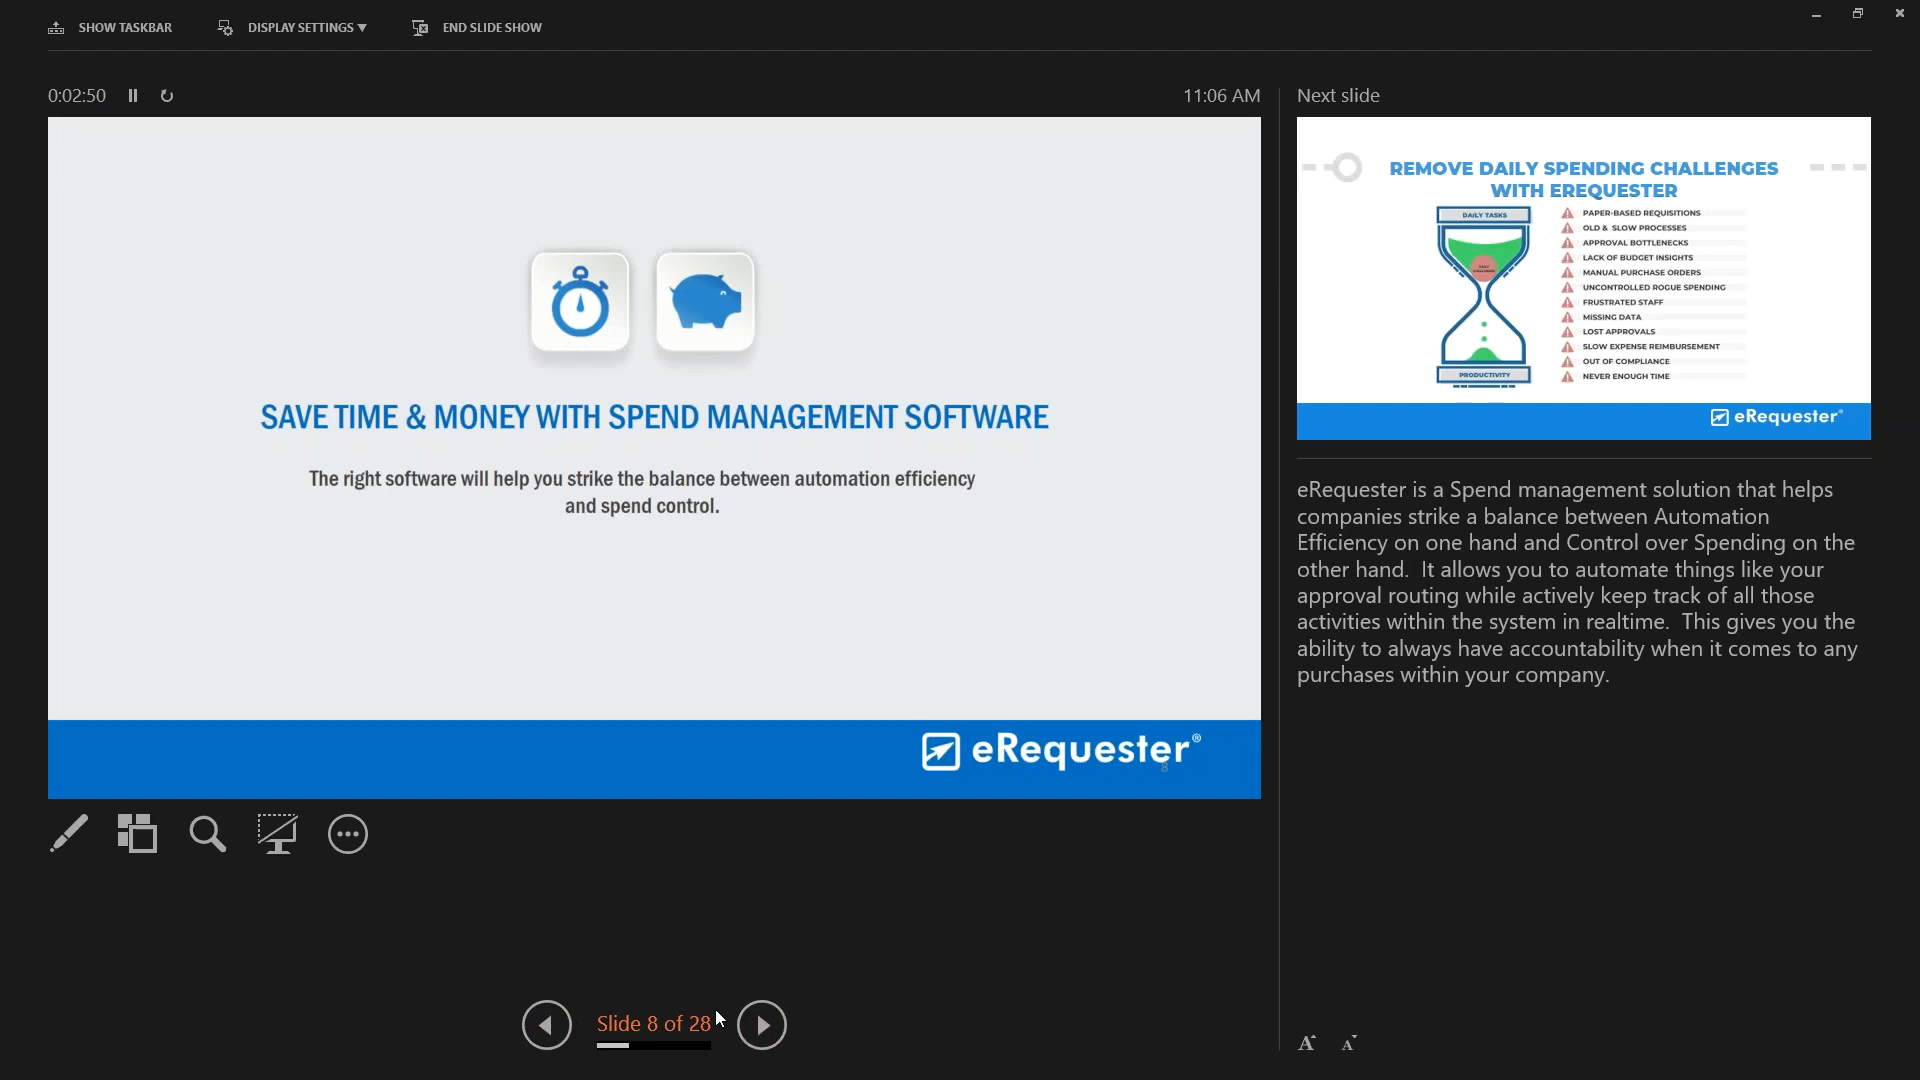 SHOW TASKBAR
DISPLAY SETTINGS
END SLIDE SHOW
0:02:50
11:06 AM
SAVE TIME & MONEY WITH SPEND MANAGEMENT SOFTWARE
The right software will help you strike the balance between automation efficiency
and spend control.
eRequester®
8
Slide 8 of 28
Next slide
REMOVE DAILY SPENDING CHALLENGES
WITH EREQUESTER
DAILY TASKS
PRODUCTIVITY
PAPER-BASED REQUISITIONS
OLD & SLOW PROCESSES
APPROVAL BOTTLENECKS
LACK OF BUDGET INSIGHTS
MANUAL PURCHASE ORDERS
UNCONTROLLED ROGUE SPENDING
FRUSTRATED STAFF
MISSING DATA
LOST APPROVALS
SLOW EXPENSE REIMBURSEMENT
OUT OF COMPLIANCE
NEVER ENOUGH TIME
eRequester®
eRequester is a Spend management solution that helps
companies strike a balance between Automation
Efficiency on one hand and Control over Spending on the
other hand.  It allows you to automate things like your
approval routing while actively keep track of all those
activities within the system in realtime.  This gives you the
ability to always have accountability when it comes to any
purchases within your company.
A A